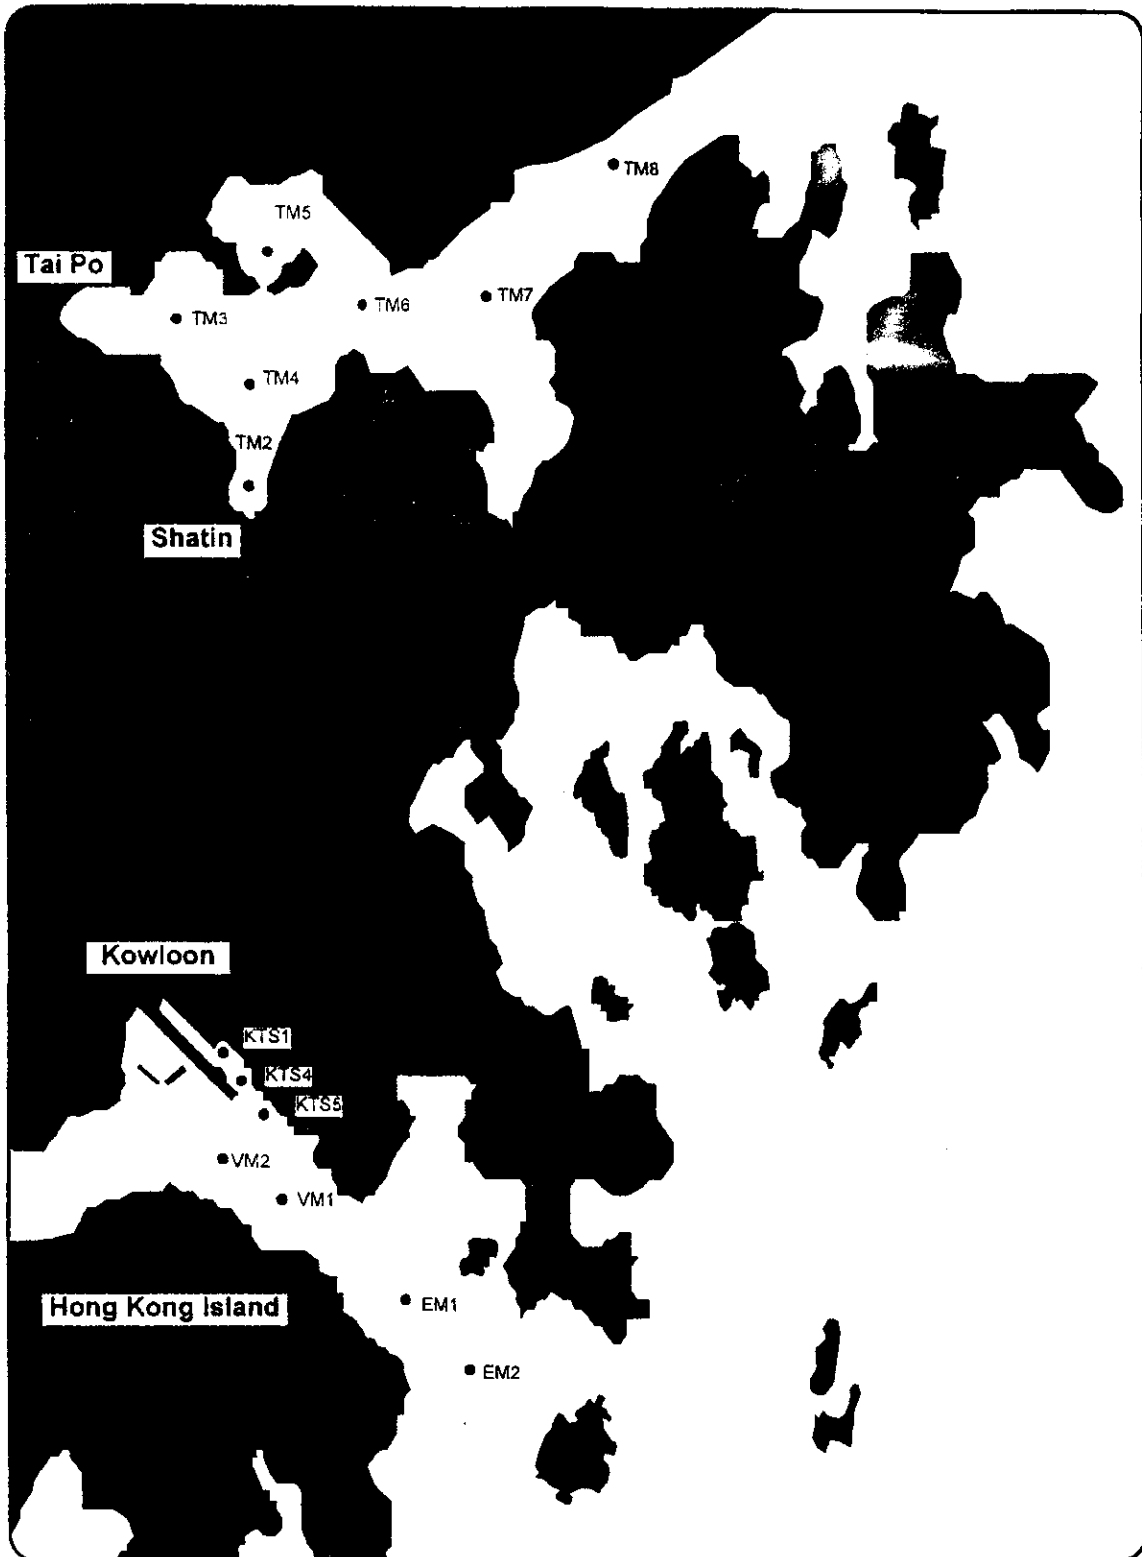 TM8
TM5
Tai Po
TM6
TM7
TM3
TM4
TM2
Shatin
Kowloon
KTS1
KTS4
KTS5
VM2
VM1
Hong Kong Island
EM1
EM2